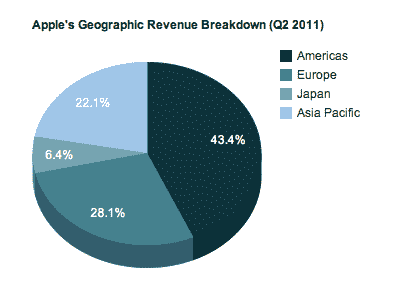 Apple's Geographic Revenue Breakdown (Q2 2011)
Americas
Europe
Japan
Asia Pacific
22.1%
43.4%
6.4%
28.1%